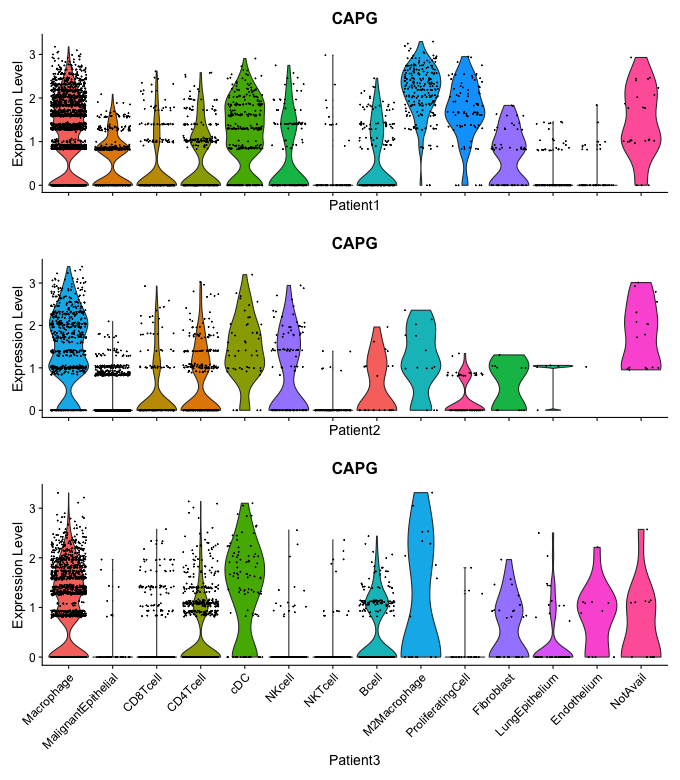 CAPG
Expression Level
3
2
1
0
Patient1
CAPG
Expression Level
3
2
1
0
Patient2
CAPG
Expression Level
3
2
1
0
Macrophage
MalignantEpithelial
CD8Tcell
CD4Tcell
cDC
NKcell
NKTcell
Bcell
M2Macrophage
ProliferatingCell
Fibroblast
LungEpithelium
Endothelium
NotAvail
Patient3